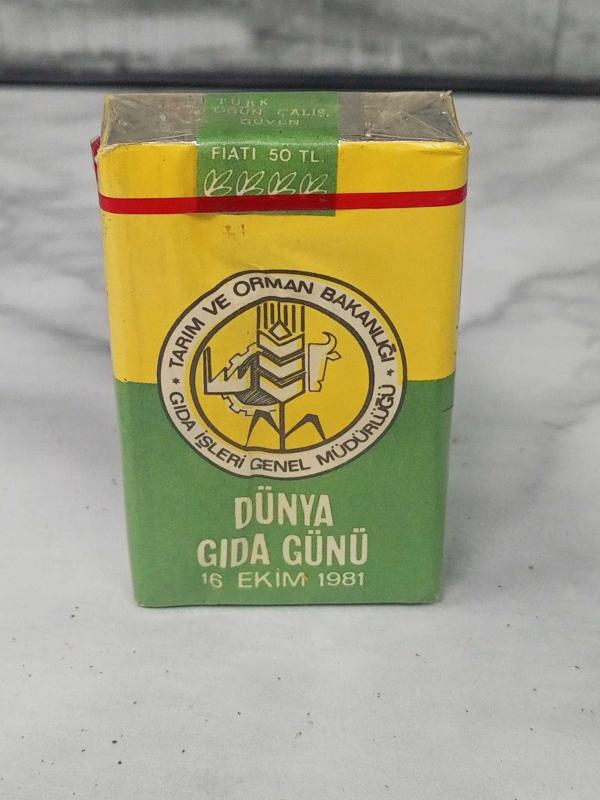 TÜRK
ÖĞÜN ÇALIŞ,
GÜVEN
FİATI 50 TL.
TARIM VE ORMAN BAKANLIĞI
* GIDA İŞLERİ GENEL MÜDÜRLÜĞÜ *
DÜNYA
GIDA GÜNÜ
16 EKİM 1981